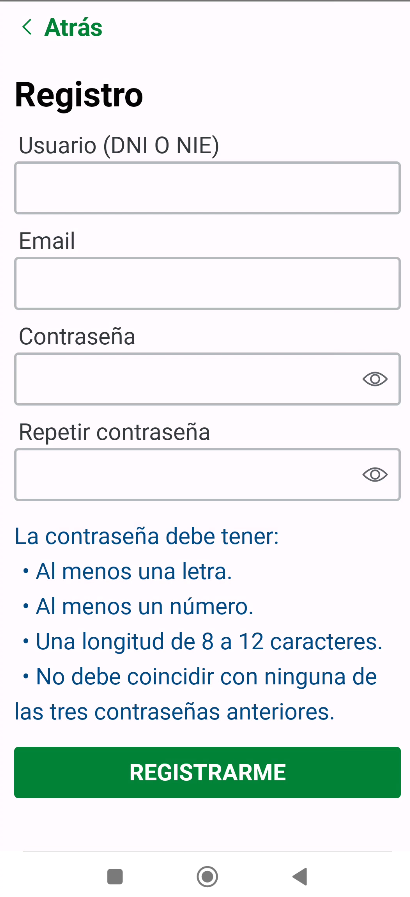 Atrás
Registro
Usuario (DNI O NIE)
Email
Contraseña
Repetir contraseña
La contraseña debe tener:
• Al menos una letra.
• Al menos un número.
• Una longitud de 8 a 12 caracteres.
• No debe coincidir con ninguna de
las tres contraseñas anteriores.
REGISTRARME